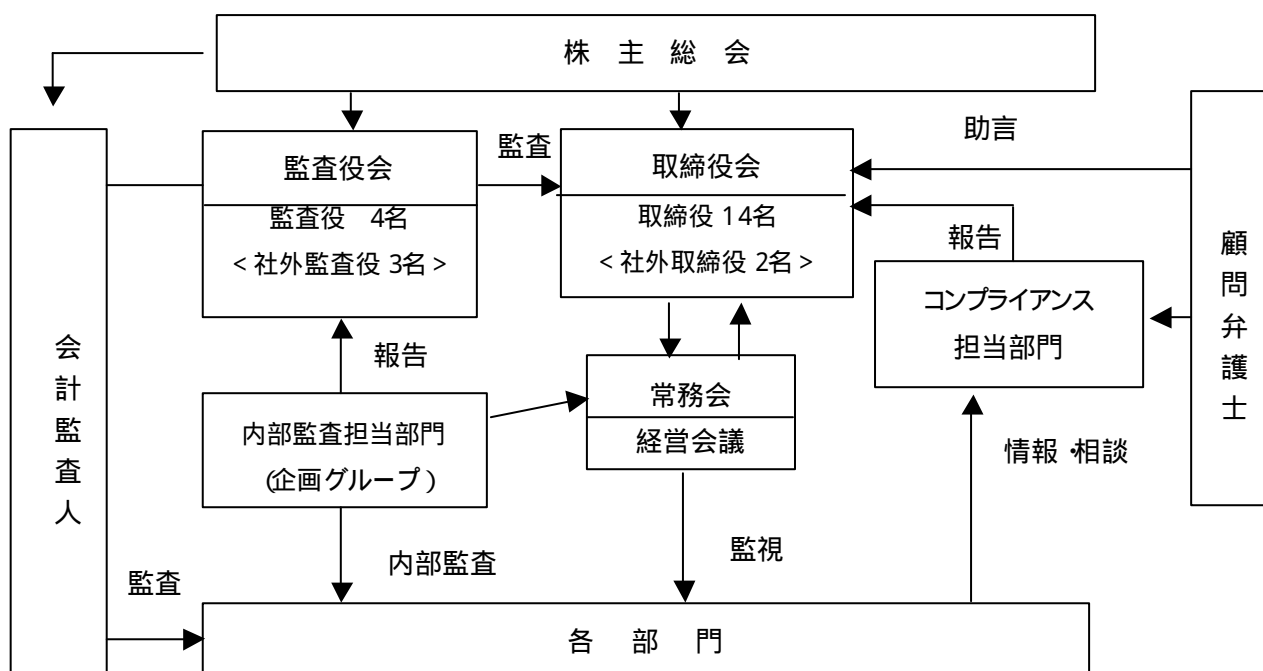 株 主 総 会
助言
監査役会
監査
取締役会
監査役 4名
<社外監査役 3名>
取締役 14名
<社外取締役 2名>
報告
コンプライアンス
担当部門
顧問弁護士
会計監査人
報告
内部監査担当部門
(企画グループ)
常務会
経営会議
情報・相談
監査
内部監査
監視
各 部 門